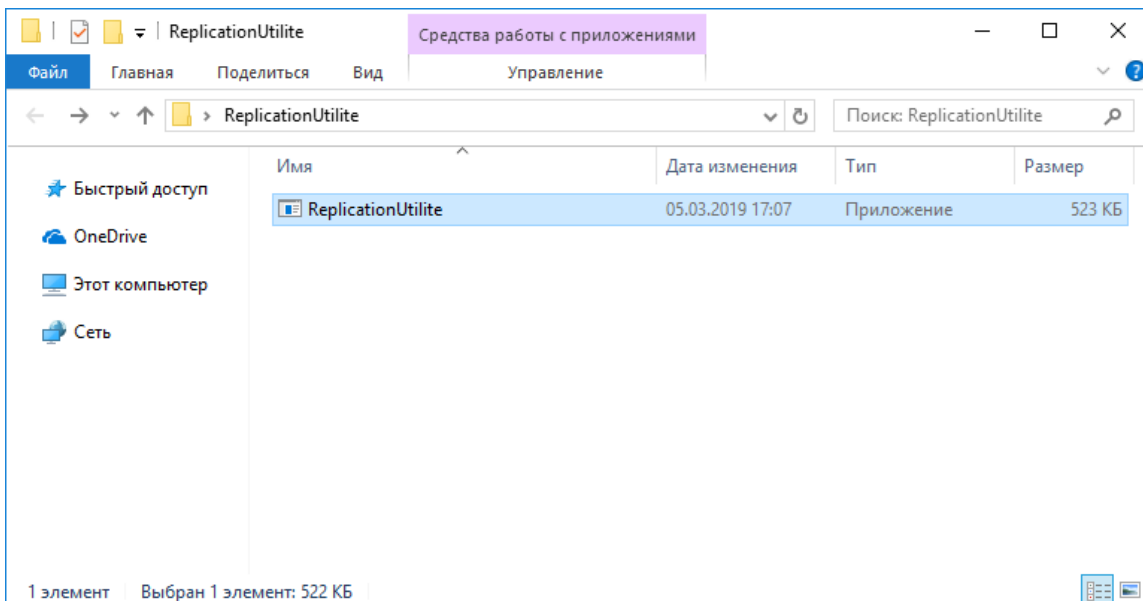 ReplicationUtilite
Средства работы с приложениями
Файл Главная Поделиться Вид Управление
ReplicationUtilite Поиск: ReplicationUtilite
Имя Дата изменения Тип Размер
Быстрый доступ
ReplicationUtilite 05.03.2019 17:07 Приложение 523 КБ
OneDrive
Этот компьютер
Сеть
1 элемент Выбран 1 элемент: 522 КБ